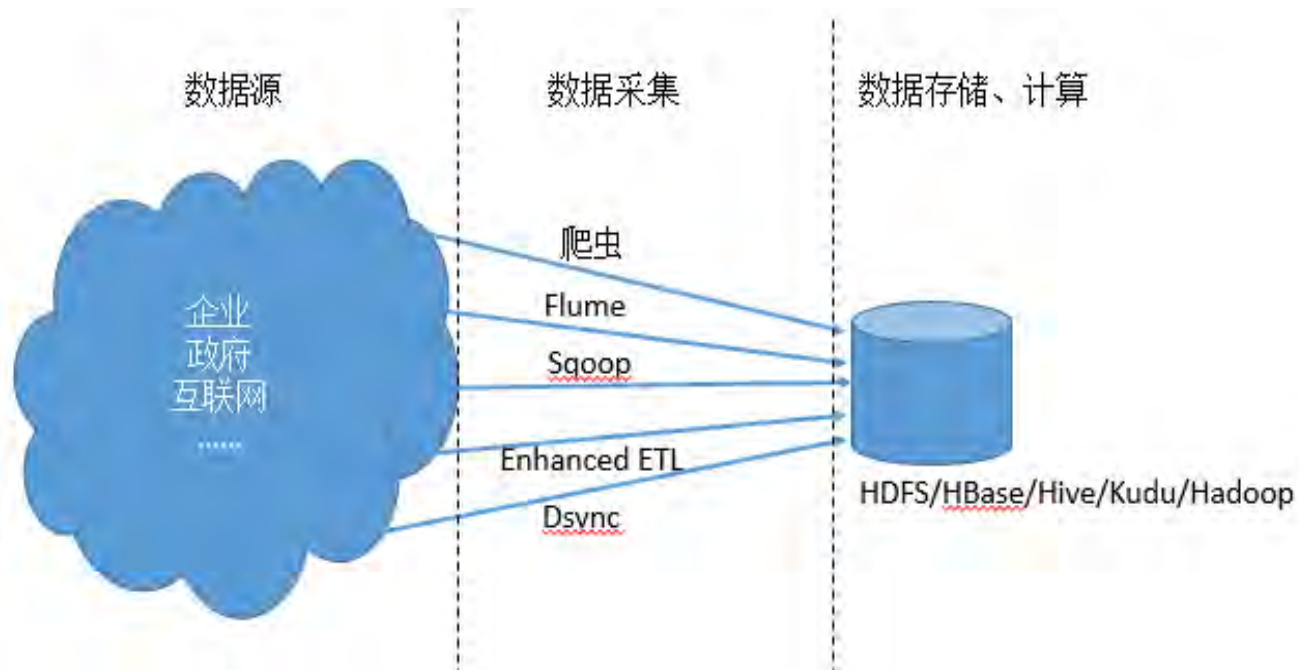 数据源
数据采集
数据存储、计算
企业
政府
互联网
……
爬虫
Flume
Sqoop
Enhanced ETL
Dsvnc
HDFS/HBase/Hive/Kudu/Hadoop